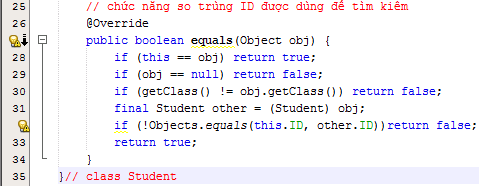 25 // chức năng so trùng ID được dùng để tìm kiếm
26 @Override
public boolean equals(Object obj) {
28 if (this == obj) return true;
29 if (obj == null) return false;
30 if (getClass() != obj.getClass()) return false;
31 final Student other = (Student) obj;
if (!Objects.equals(this.ID, other.ID))return false;
33 return true;
34 }
35 }// class Student